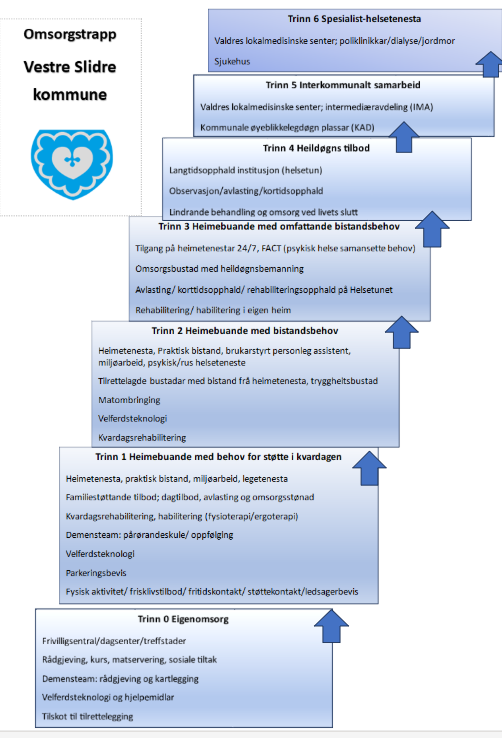 Omsorgstrapp
Vestre Slidre
kommune
Trinn 6 Spesialist-helsetenesta
Valdres lokalmedisinske senter; poliklinikkar/dialyse/jordmor
Sjukehus
Trinn 5 Interkommunalt samarbeid
Valdres lokalmedisinske senter; intermediæravdeling (IMA)
Kommunale øyeblikkelegdøgn plassar (KAD)
Trinn 4 Heildøgns tilbod
Langtidsopphald institusjon (helsetun)
Observasjon/avlasting/kortidsopphald
Lindrande behandling og omsorg ved livets slutt
Trinn 3 Heimebuande med omfattande bistandsbehov
Tilgang på heimetenestar 24/7, FACT (psykisk helse samansette behov)
Omsorgsbustad med heildøgnsbemanning
Avlasting/ korttidsopphald/ rehabiliteringsopphald på Helsetunet
Rehabilitering/ habilitering i eigen heim
Trinn 2 Heimebuande med bistandsbehov
Heimetenesta, Praktisk bistand, brukarstyrt personleg assistent,
miljøarbeid, psykisk/rus helseteneste
Tilrettelagde bustadar med bistand frå heimetenesta, tryggheitsbustad
Matombringing
Velferdsteknologi
Kvardagsrehabilitering
Trinn 1 Heimebuande med behov for støtte i kvardagen
Heimetenesta, praktisk bistand, miljøarbeid, legetenesta
Familiestøttande tilbod; dagtilbod, avlasting og omsorgsstønad
Kvardagsrehabilitering, habilitering (fysioterapi/ergoterapi)
Demensteam: pårørandeskule/ oppfølging
Velferdsteknologi
Parkeringsbevis
Fysisk aktivitet/ frisklivstilbod/ fritidskontakt/ støttekontakt/ledsagerbevis
Trinn 0 Eigenomsorg
Frivilligsentral/dagsenter/treffstader
Rådgjeving, kurs, matservering, sosiale tiltak
Demensteam: rådgjeving og kartlegging
Velferdsteknologi og hjelpemidlar
Tilskot til tilrettelegging